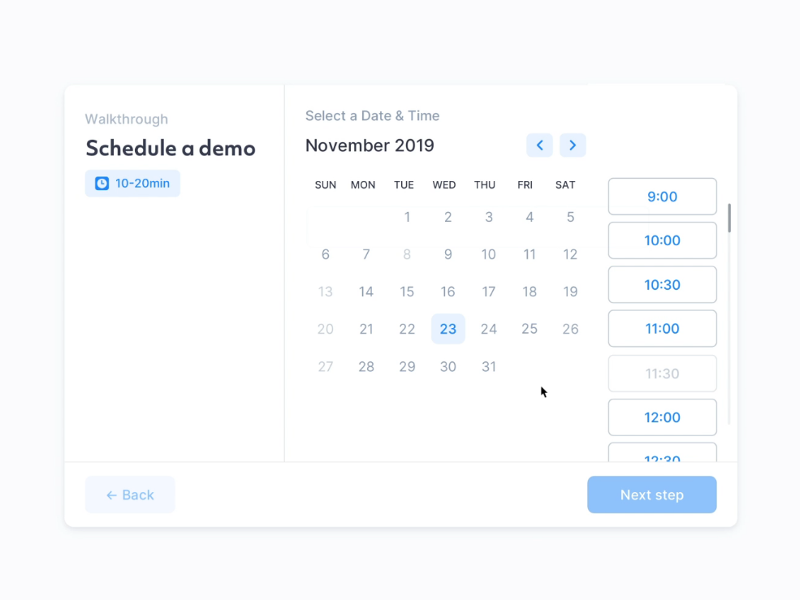 Walkthrough
Schedule a demo
10-20min
Select a Date & Time
November 2019
SUN MON TUE WED THU FRI SAT
1 2 3 4 5
6 7 8 9 10 11 12
13 14 15 16 17 18 19
20 21 22 23 24 25 26
27 28 29 30 31
9:00
10:00
10:30
11:00
11:30
12:00
12:30
← Back
Next step